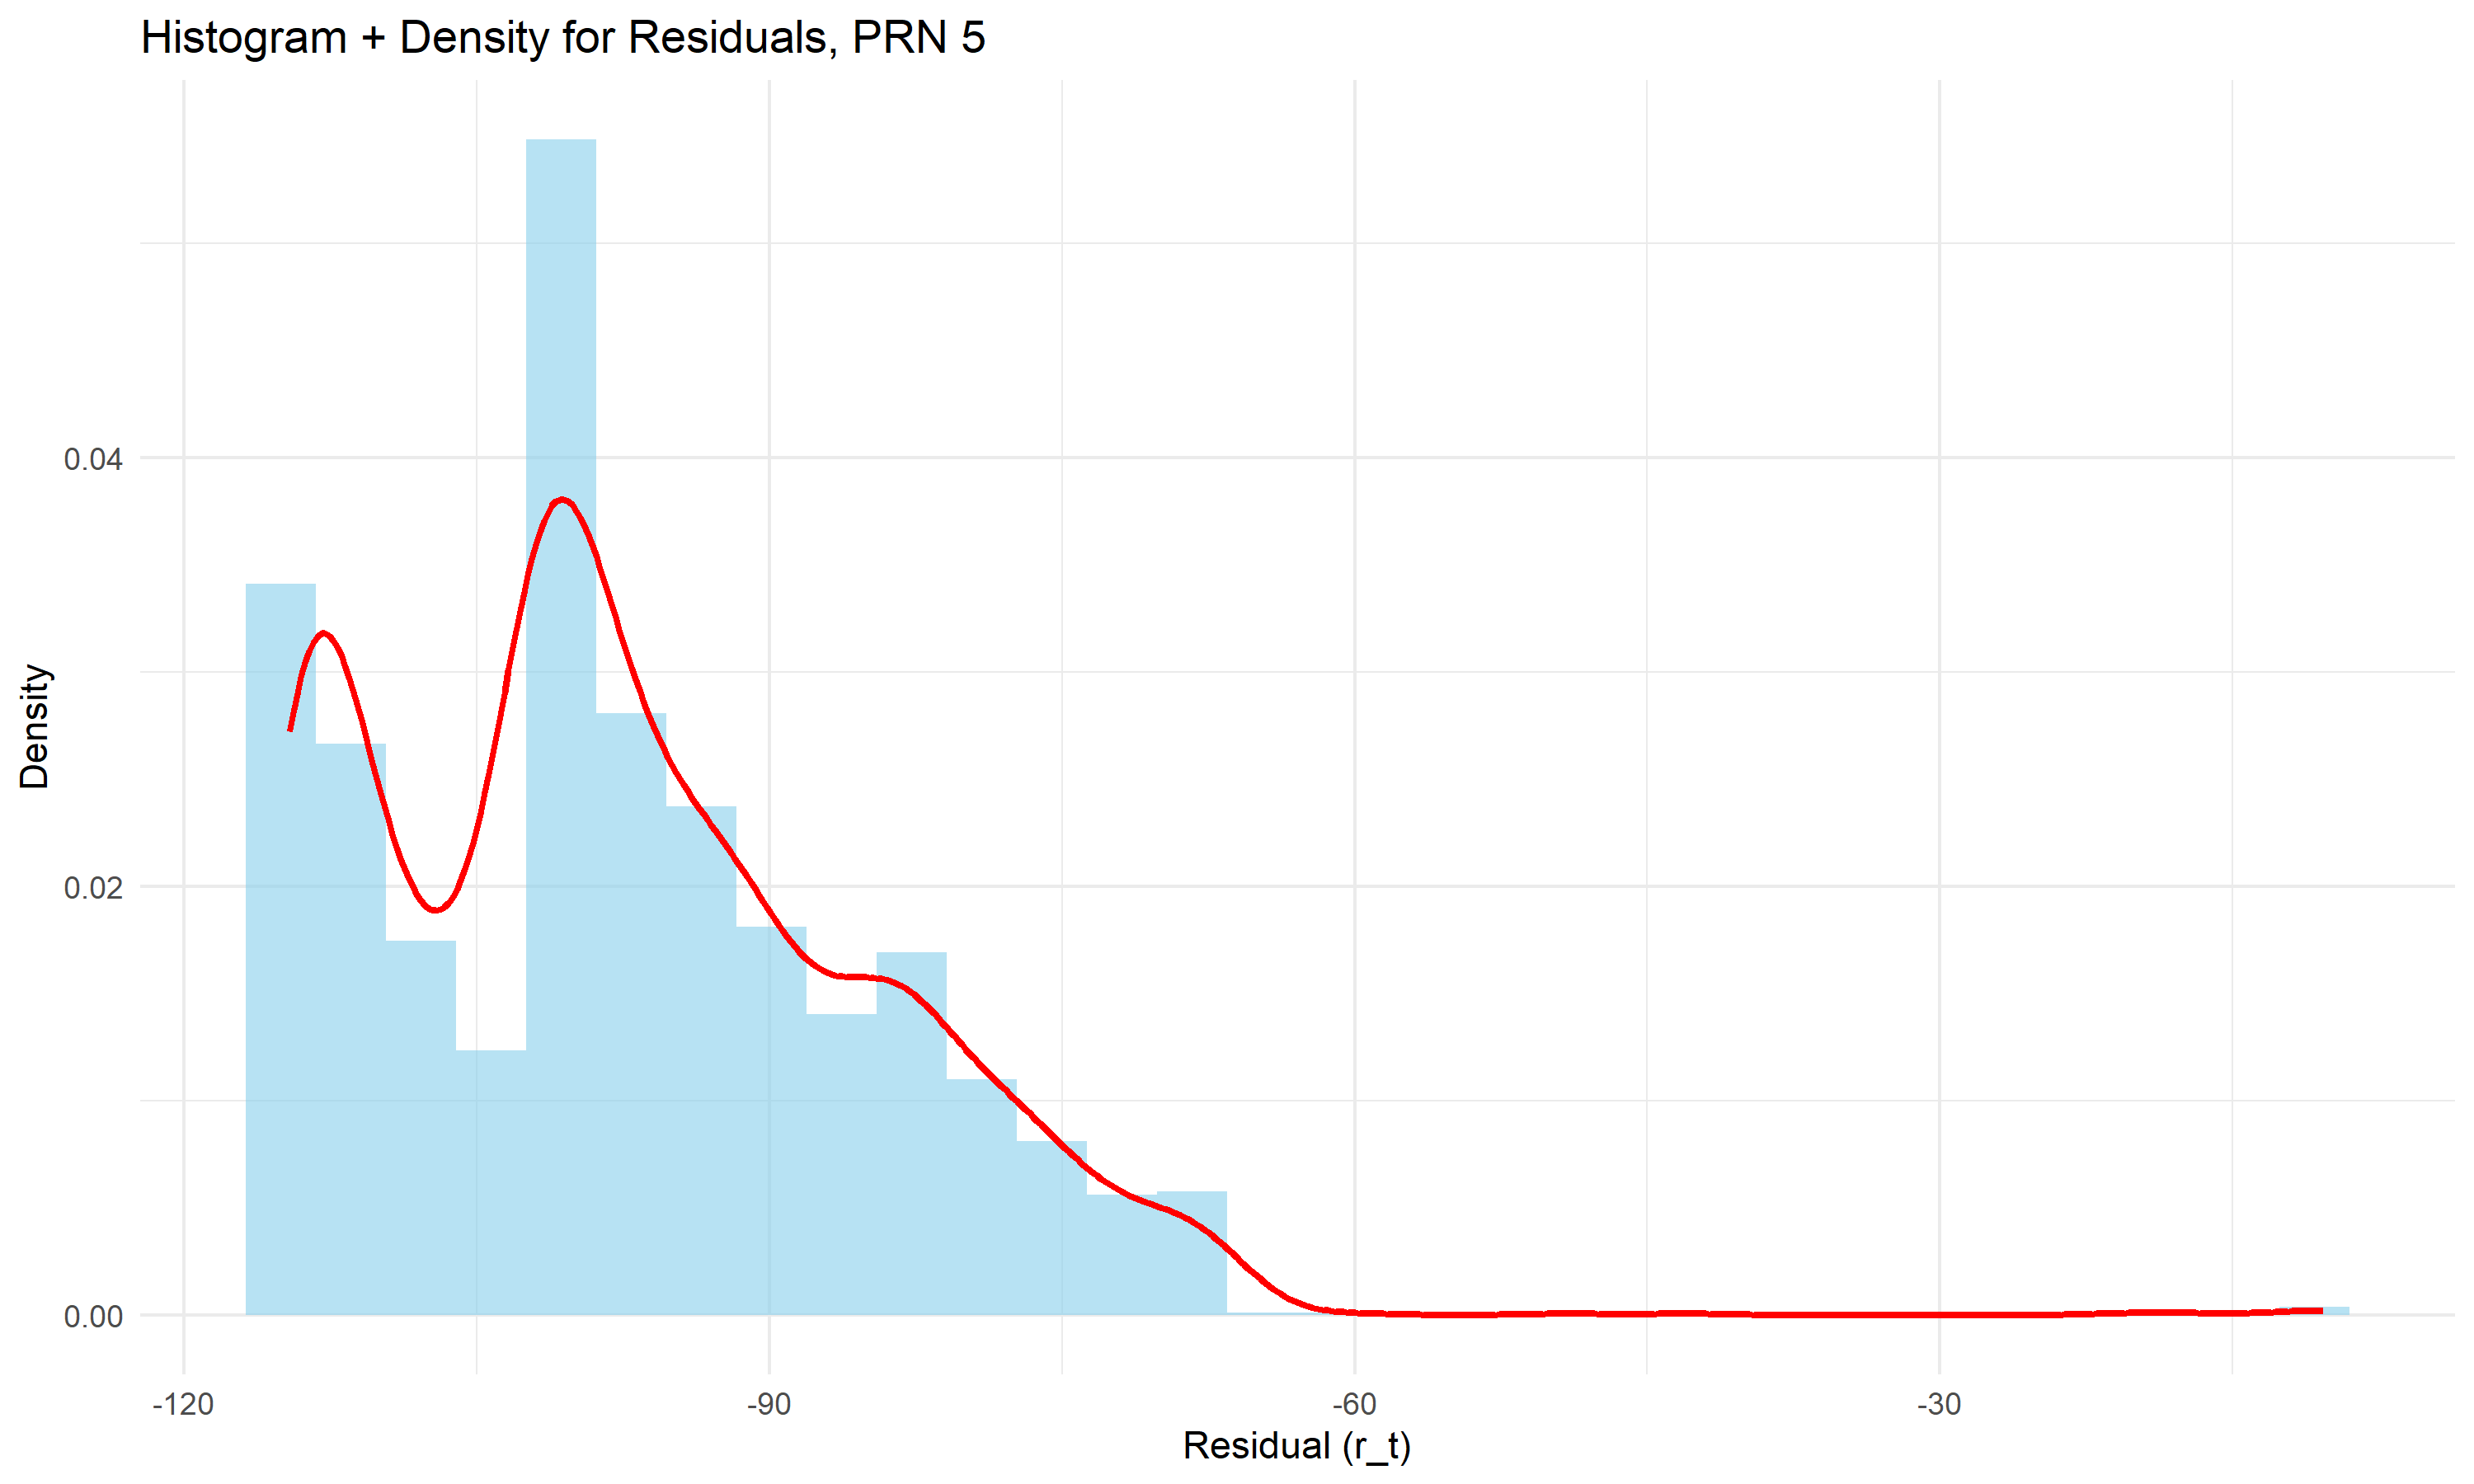 Histogram + Density for Residuals, PRN 5
Density
0.04
0.02
0.00
-120 -90 -60 -30
Residual (r_t)